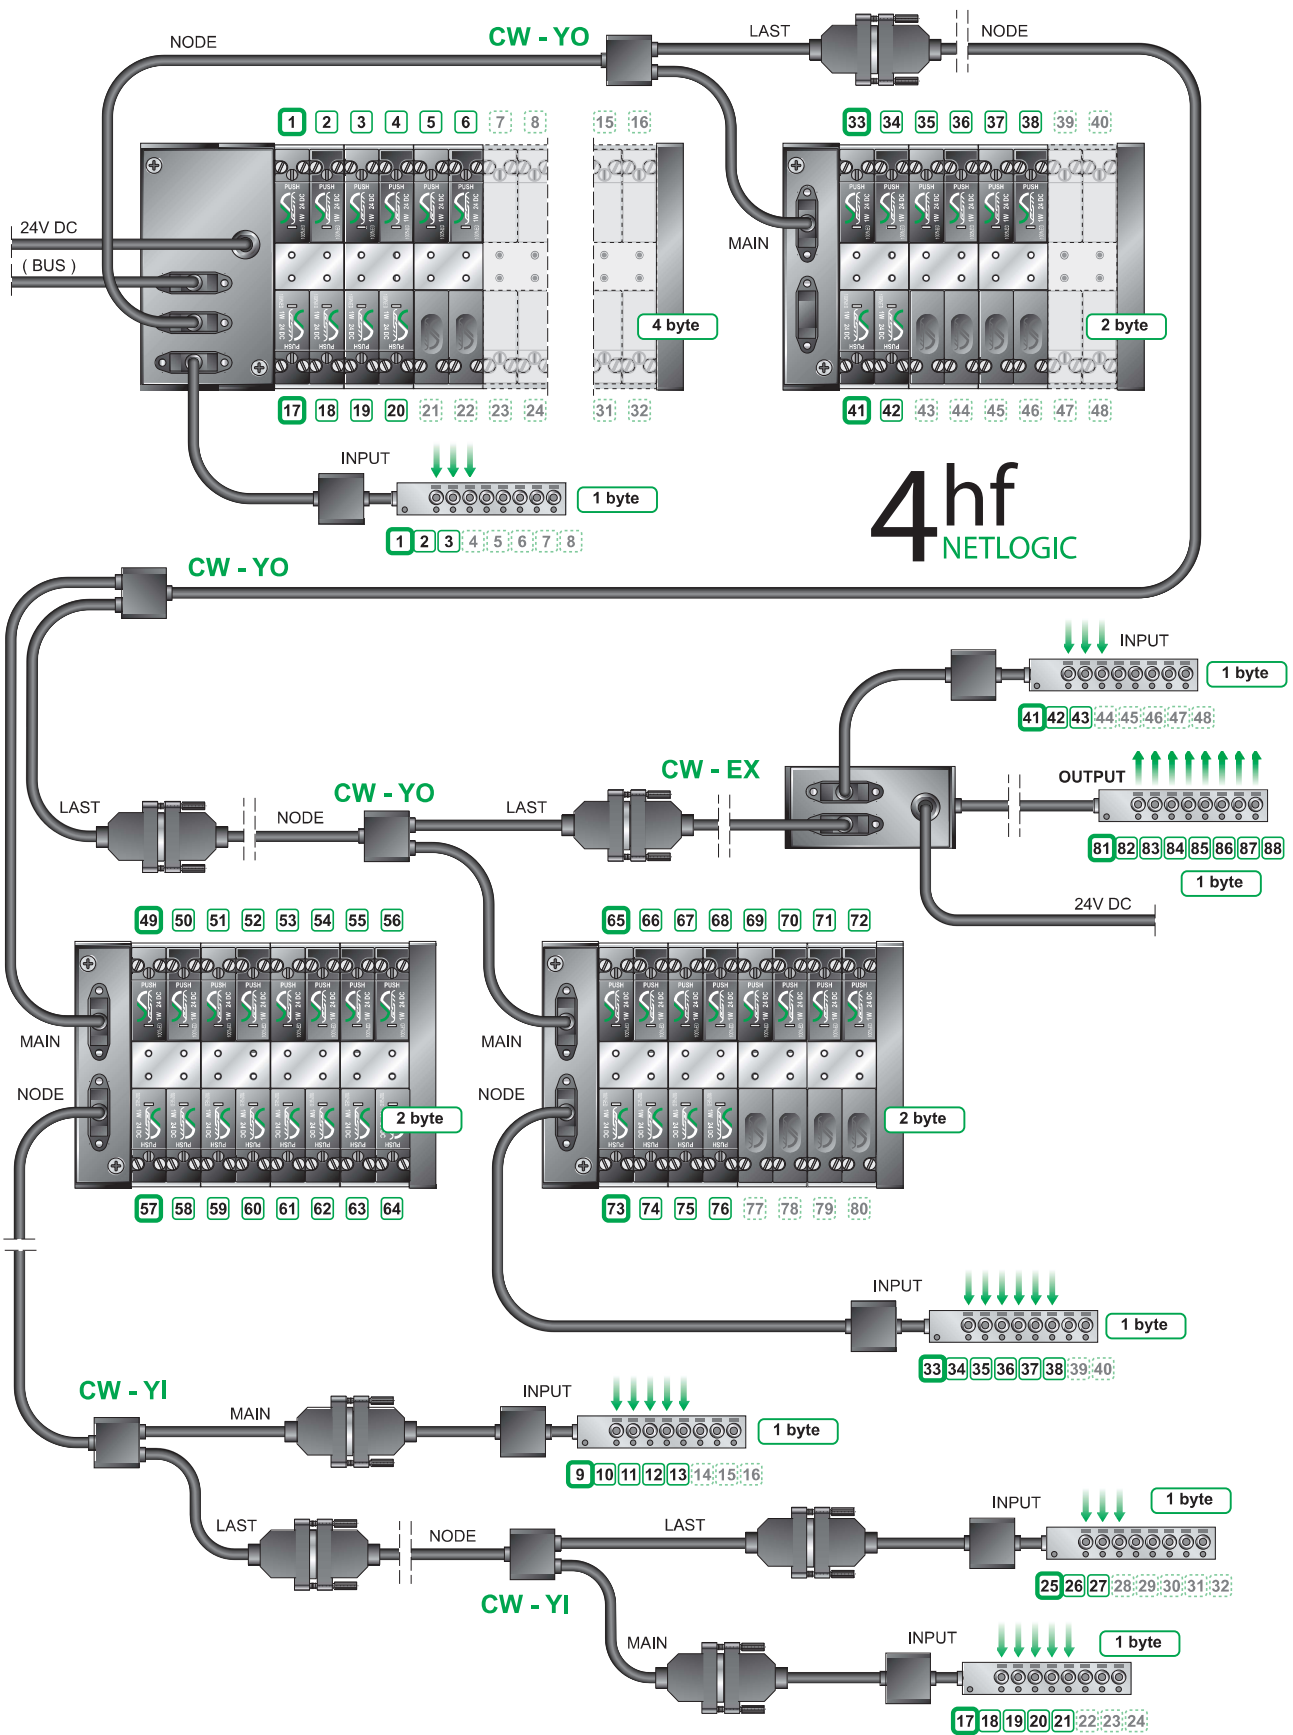 NODE CW - YO LAST NODE
1 2 3 4 5 6 7 8 15 16
33 34 35 36 37 38 39 40
24V DC
( BUS )
MAIN
4 byte
2 byte
17 18 19 20 21 22 23 24 31 32
41 42 43 44 45 46 47 48
INPUT
1 byte
1 2 3 4 5 6 7 8
4hf
NETLOGIC
CW - YO
INPUT
1 byte
41 42 43 44 45 46 47 48
CW - EX
OUTPUT
CW - YO
LAST NODE LAST
81 82 83 84 85 86 87 88
1 byte
24V DC
49 50 51 52 53 54 55 56
65 66 67 68 69 70 71 72
MAIN
MAIN
NODE
NODE
2 byte
2 byte
57 58 59 60 61 62 63 64
73 74 75 76 77 78 79 80
INPUT
1 byte
33 34 35 36 37 38 39 40
CW - YI
MAIN
INPUT
1 byte
9 10 11 12 13 14 15 16
LAST NODE LAST INPUT
1 byte
25 26 27 28 29 30 31 32
CW - YI
MAIN
INPUT
1 byte
17 18 19 20 21 22 23 24